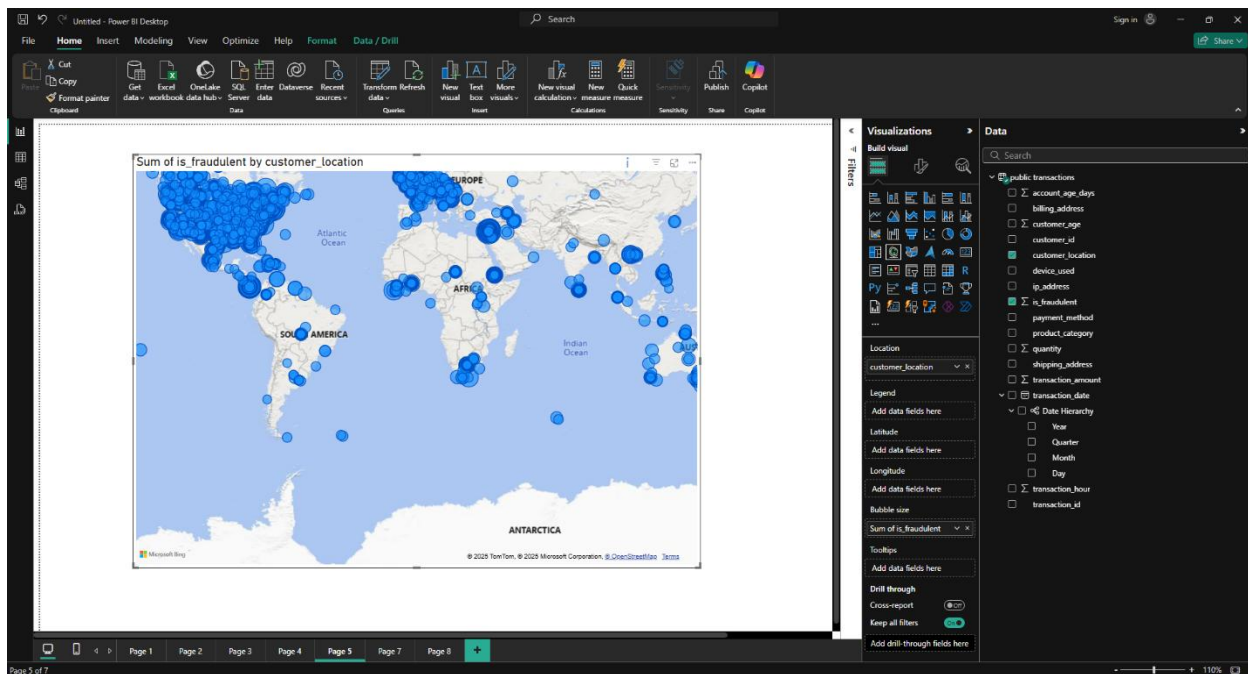 Untitled - Power BI Desktop
Search
Sign in
File Home Insert Modeling View Optimize Help Format Data / Drill
Share
Paste
Cut
Copy
Format painter
Clipboard
Get data
Excel workbook
OneLake data hub
SQL Server
Enter data
Dataverse
Recent sources
Data
Transform data
Refresh
Queries
New visual
Text box
More visuals
Insert
New visual calculation
New measure
Quick measure
Calculations
Sensitivity
Sensitivity
Publish
Share
Copilot
Copilot
Sum of is_fraudulent by customer_location
EUROPE
Atlantic
Ocean
AFRICA
SOUTH AMERICA
Indian
Ocean
ANTARCTICA
Microsoft Bing
© 2025 TomTom, © 2025 Microsoft Corporation, © OpenStreetMap Terms
Filters
Visualizations
Build visual
R
Py
Location
customer_location
Legend
Add data fields here
Latitude
Add data fields here
Longitude
Add data fields here
Bubble size
Sum of is_fraudulent
Tooltips
Add data fields here
Drill through
Cross-report
Off
Keep all filters
On
Add drill-through fields here
Data
Search
public transactions
account_age_days
billing_address
customer_age
customer_id
customer_location
device_used
ip_address
is_fraudulent
payment_method
product_category
quantity
shipping_address
transaction_amount
transaction_date
Date Hierarchy
Year
Quarter
Month
Day
transaction_hour
transaction_id
Page 1 Page 2 Page 3 Page 4 Page 5 Page 7 Page 8
Page 5 of 7
110%